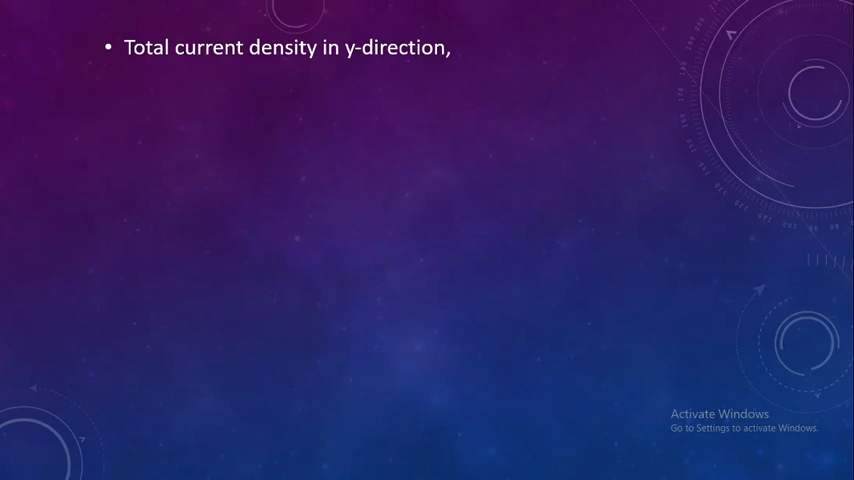 • Total current density in y-direction,
Activate Windows
Go to Settings to activate Windows.